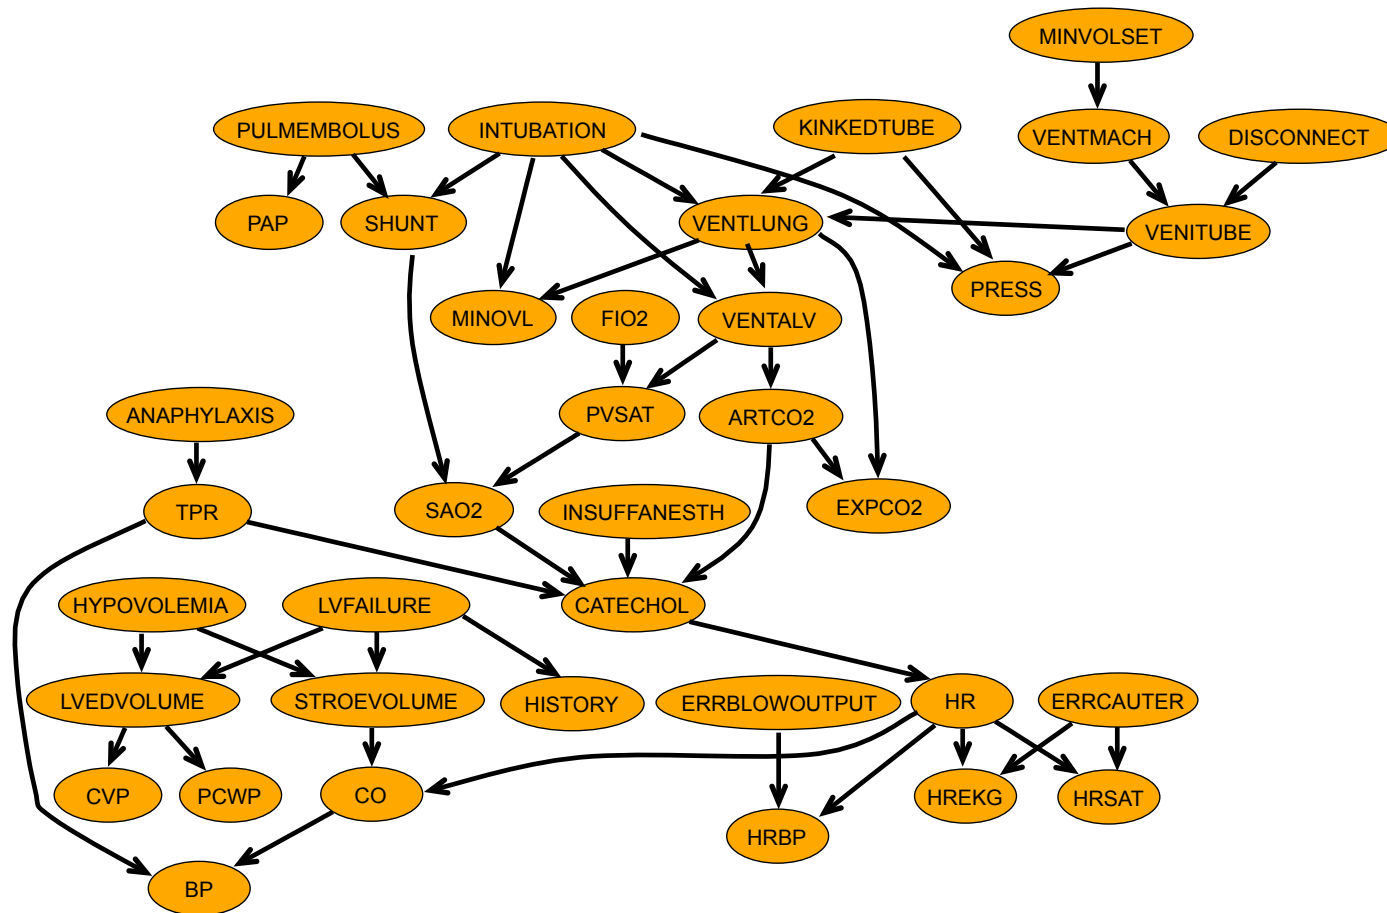 MINVOLSET
PULMEMBOLUS
INTUBATION
KINKEDTUBE
VENTMACH
DISCONNECT
PAP
SHUNT
VENTLUNG
VENITUBE
PRESS
MINOVL
FIO2
VENTALV
ANAPHYLAXIS
PVSAT
ARTCO2
TPR
SAO2
INSUFFANESTH
EXPCO2
HYPOVOLEMIA
LVFAILURE
CATECHOL
LVEDVOLUME
STROEVOLUME
HISTORY
ERRBLOWOUTPUT
HR
ERRCAUTER
CVP
PCWP
CO
HREKG
HRSAT
HRBP
BP